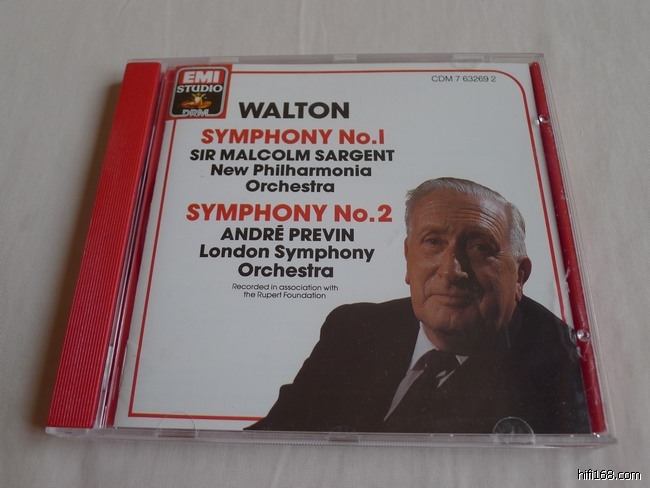 EMI
STUDIO
DRM
CDM 7 63269 2
WALTON
SYMPHONY No.1
SIR MALCOLM SARGENT
New Philharmonia
Orchestra
SYMPHONY No.2
ANDRÉ PREVIN
London Symphony
Orchestra
Recorded in association with
the Rupert Foundation
hifi168.com